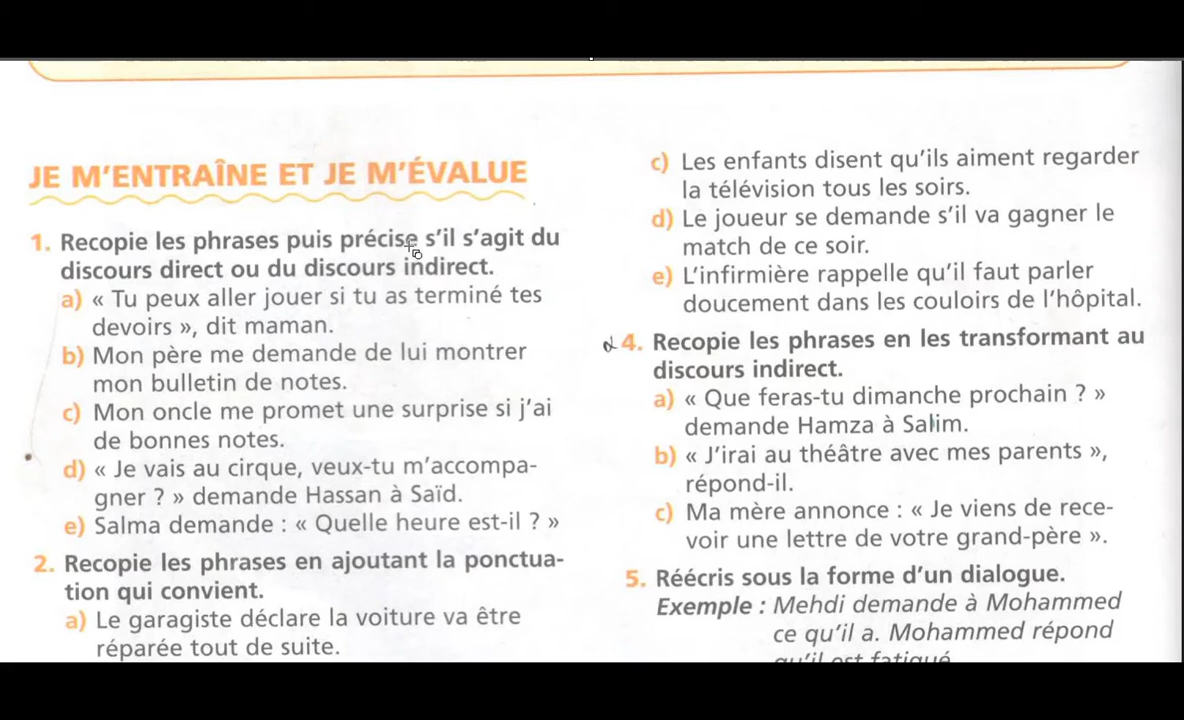 JE M'ENTRAÎNE ET JE M'ÉVALUE
1. Recopie les phrases puis précise s'il s'agit du
discours direct ou du discours indirect.
a) « Tu peux aller jouer si tu as terminé tes
devoirs », dit maman.
b) Mon père me demande de lui montrer
mon bulletin de notes.
c) Mon oncle me promet une surprise si j'ai
de bonnes notes.
d) « Je vais au cirque, veux-tu m'accompa-
gner ? » demande Hassan à Saïd.
e) Salma demande : « Quelle heure est-il ? »
2. Recopie les phrases en ajoutant la ponctua-
tion qui convient.
a) Le garagiste déclare la voiture va être
réparée tout de suite.
c) Les enfants disent qu'ils aiment regarder
la télévision tous les soirs.
d) Le joueur se demande s'il va gagner le
match de ce soir.
e) L'infirmière rappelle qu'il faut parler
doucement dans les couloirs de l'hôpital.
4. Recopie les phrases en les transformant au
discours indirect.
a) « Que feras-tu dimanche prochain ? »
demande Hamza à Salim.
b) « J'irai au théâtre avec mes parents »,
répond-il.
c) Ma mère annonce : « Je viens de rece-
voir une lettre de votre grand-père ».
5. Réécris sous la forme d'un dialogue.
Exemple : Mehdi demande à Mohammed
ce qu'il a. Mohammed répond
qu'il est fatigué